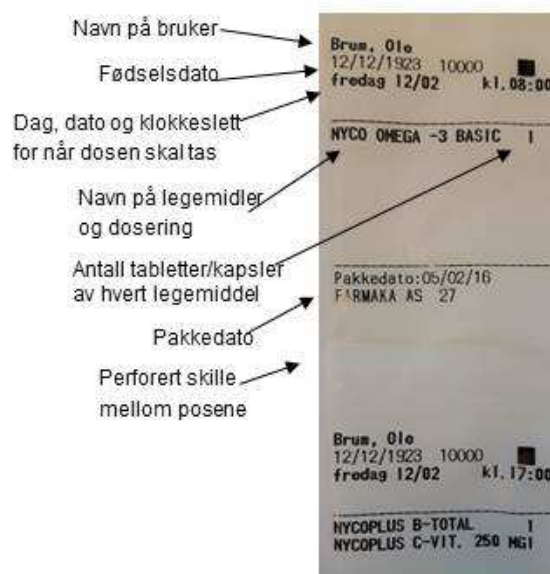 Navn på bruker
Fødselsdato
Dag, dato og klokkeslett
for når dosen skal tas
Navn på legemidler
og dosering
Antall tabletter/kapsler
av hvert legemiddel
Pakkedato
Perforert skille
mellom posene
Brum, Ole
12/12/1923 10000
fredag 12/02 kl.08:00
NYCO OMEGA -3 BASIC 1
Pakkedato:05/02/16
FARMAKA AS 27
Brum, Ole
12/12/1923 10000
fredag 12/02 kl.17:00
NYCOPLUS B-TOTAL 1
NYCOPLUS C-VIT. 250 MG1